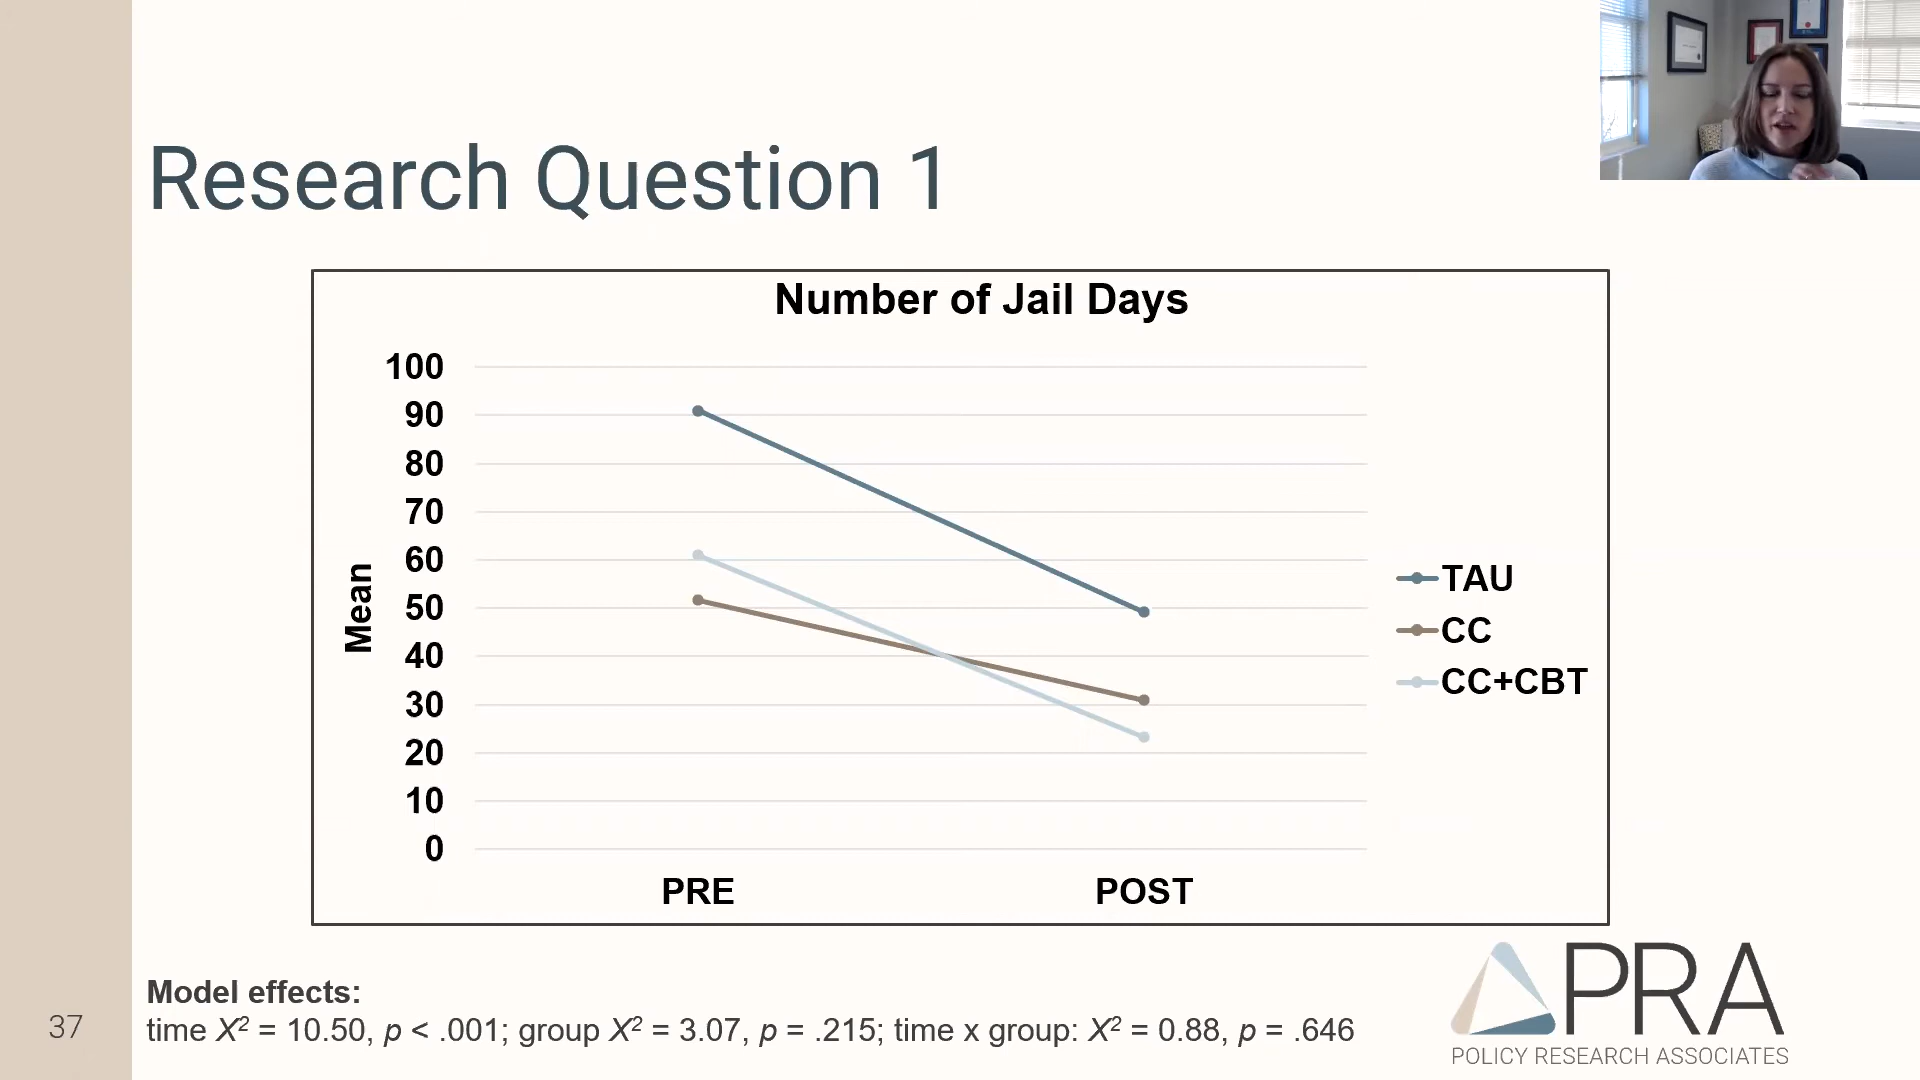 Research Question 1
Number of Jail Days
100
90
80
70
60
50
40
30
20
10
0
Mean
PRE
POST
TAU
CC
CC+CBT
Model effects:
time X² = 10.50, p < .001; group X² = 3.07, p = .215; time x group: X² = 0.88, p = .646
37
PRA
POLICY RESEARCH ASSOCIATES